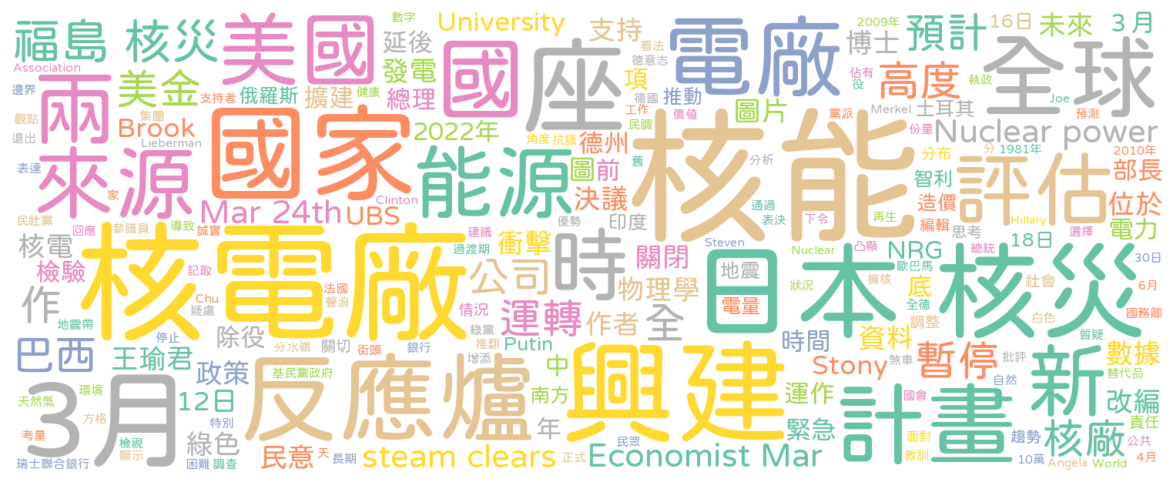 數字
University
支持
看法
2009年
16日
未來
3月
福島
核災
美國
延後
國
座
德意志
電廠
博士
預計
全球
Association
邊界
美金
支持者
俄羅斯
集團
健康
發電
總理
擴建
項
推動
佔有
役
高度
執政
Joe
預測
兩
觀點
退出
Lieberman
Brook
2022年
工作
德國
民調
價值
圖片
黨派
Merkel
土耳其
份量
Nuclear power
來源
國家
能源
角度
抗議
德州
圖
前
舊
核能
分析
分布
分
1981年
2010年
評估
部長
表達
家
Mar 24th
UBS
Clinton
優勢
決議
印度
通過
表決
下令
智利
再生
造價
編輯
Hillary
選擇
位於
民社黨
回應
參議員
導致
誠實
建議
過渡期
衝擊
Steven
Nuclear
凸顯
思考
總統
電力
核電
檢驗
記取
核電廠
公司
時
關閉
地震
日本
核災
NRG
18日
歐巴馬
30日
作
Chu
疑慮
法國
聲浪
情況
運轉
物理學
電量
狀況
擁核
底
社會
6月
地震帶
停止
除役
綠黨
作者
全
全德
調整
白色
國務卿
巴西
王瑜君
分水嶺
關切
街頭
推翻
銀行
Putin
時間
資料
質疑
3月
政策
基民黨政府
增添
中
Stony
煞車
暫停
批評
新
數據
替代品
天然氣
環境
方格
12日
反應爐
南方
興建
運作
計畫
自然
國會
改編
考量
檢視
顯示
特別
綠色
年
緊急
面對
教訓
趨勢
核廠
責任
公共
瑞士聯合銀行
困難
調查
民意
天
長期
steam clears
正式
民眾
Economist Mar
10萬
Angela
World
4月